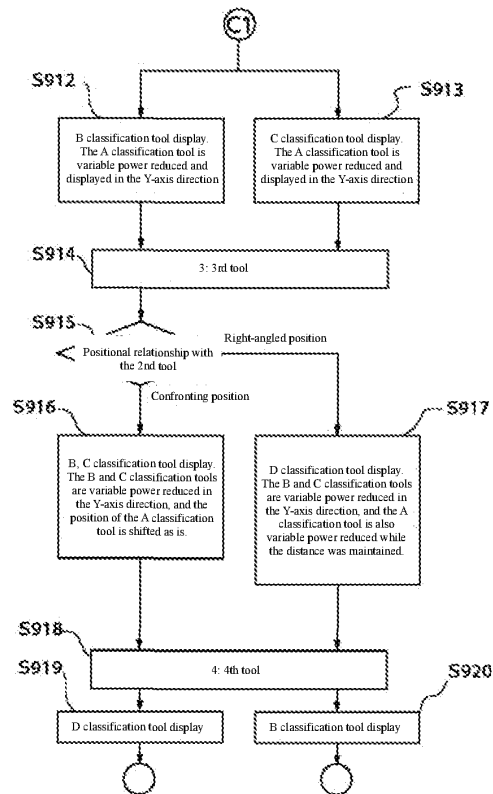 C1
S912
S913
B classification tool display.
The A classification tool is
variable power reduced and
displayed in the Y-axis direction
C classification tool display.
The A classification tool is
variable power reduced and
displayed in the Y-axis direction
S914
3: 3rd tool
S915
Positional relationship with
the 2nd tool
Right-angled position
Confronting position
S916
S917
B, C classification tool display.
The B and C classification tools
are variable power reduced in
the Y-axis direction, and the
position of the A classification
tool is shifted as is.
D classification tool display.
The B and C classification tools
are variable power reduced in
the Y-axis direction, and the A
classification tool is also
variable power reduced while
the distance was maintained.
S918
4: 4th tool
S919
S920
D classification tool display
B classification tool display